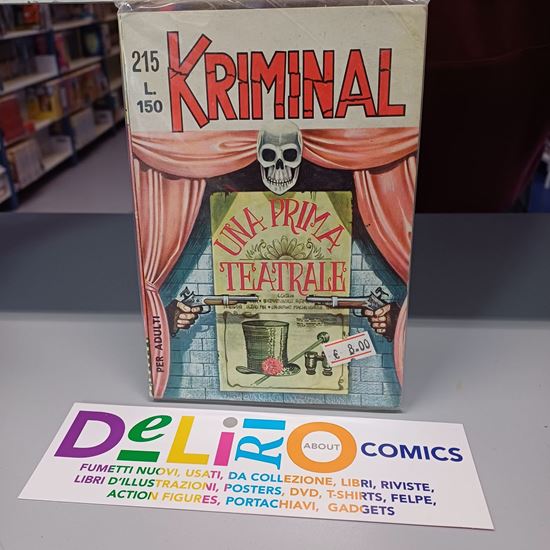 215
L.
150
KRIMINAL
UNA PRIMA
TEATRALE
€ 8.00
PER ADULTI
DeLiRiO
ABOUT
COMICS
FUMETTI NUOVI, USATI, DA COLLEZIONE, LIBRI, RIVISTE,
LIBRI D'ILLUSTRAZIONI, POSTERS, DVD, T-SHIRTS, FELPE,
ACTION FIGURES, PORTACHIAVI, GADGETS